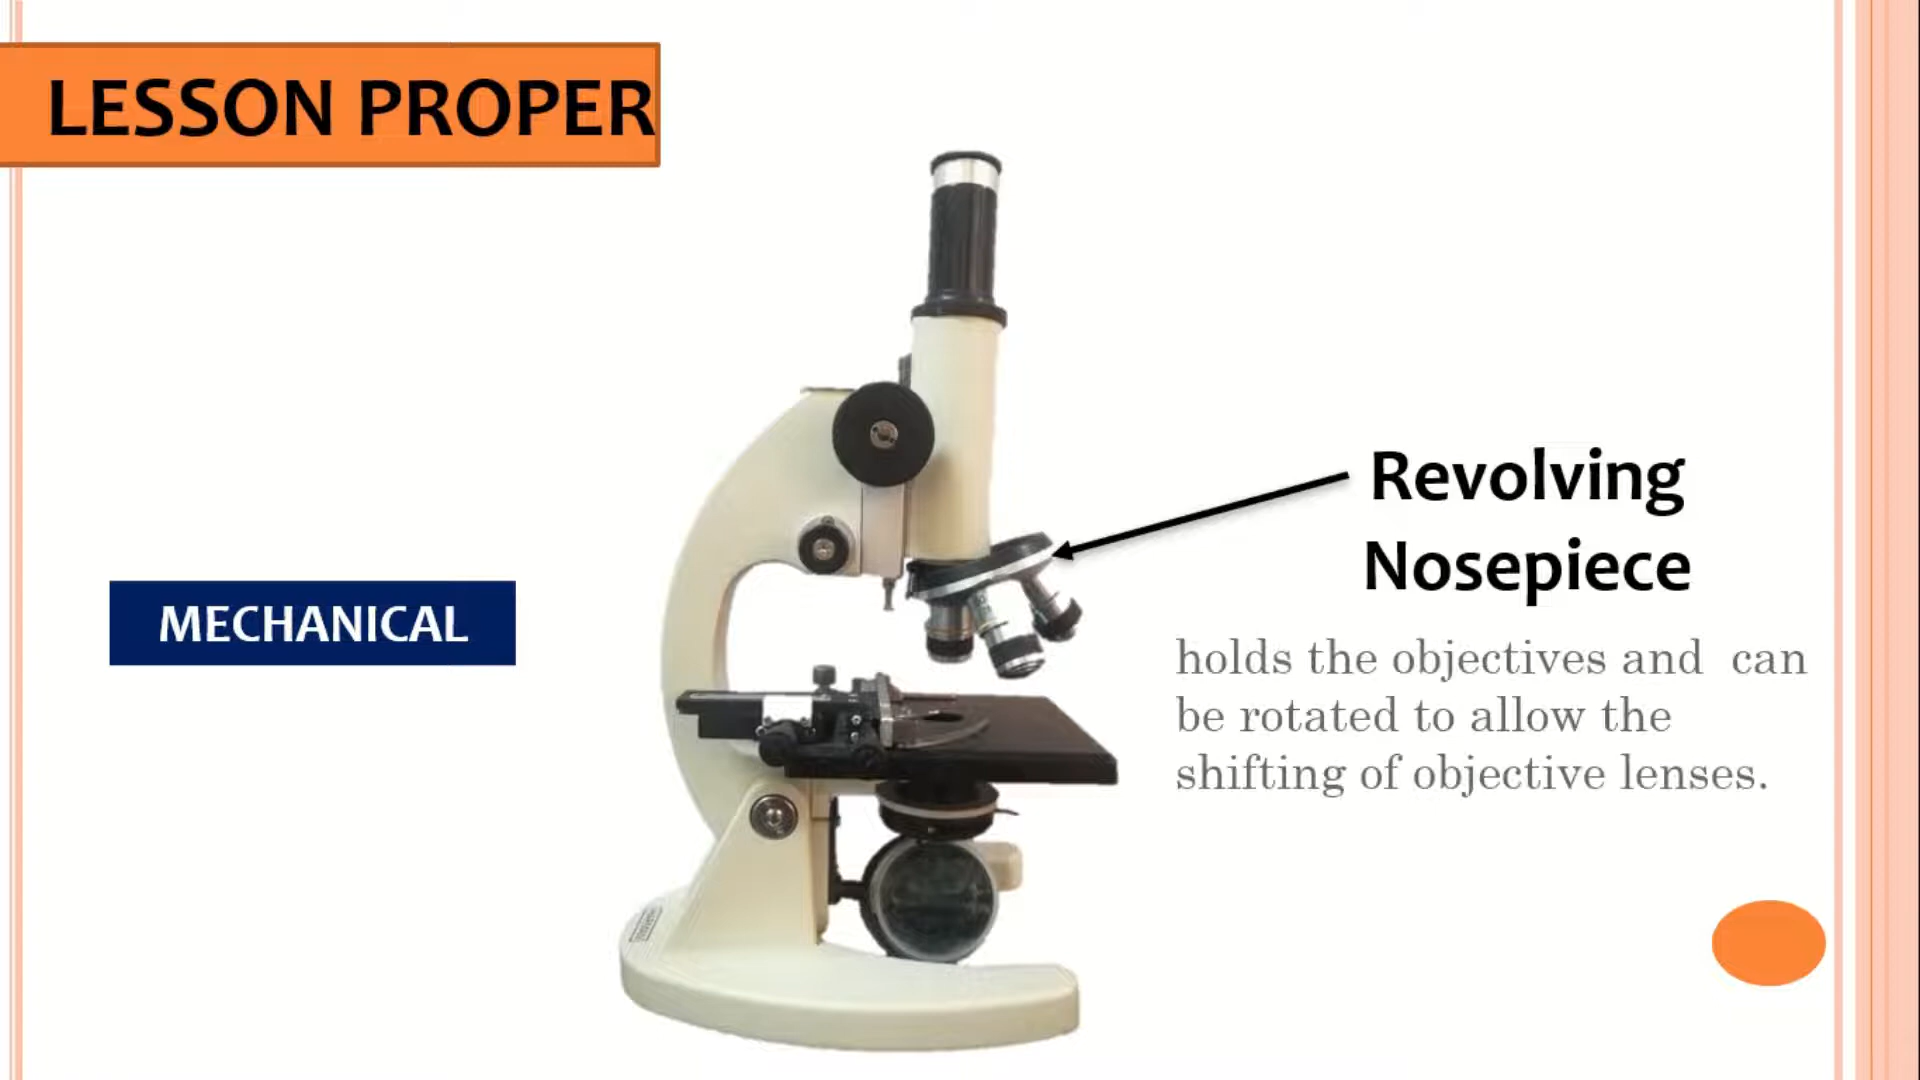 LESSON PROPER
MECHANICAL
Revolving
Nosepiece
holds the objectives and can
be rotated to allow the
shifting of objective lenses.